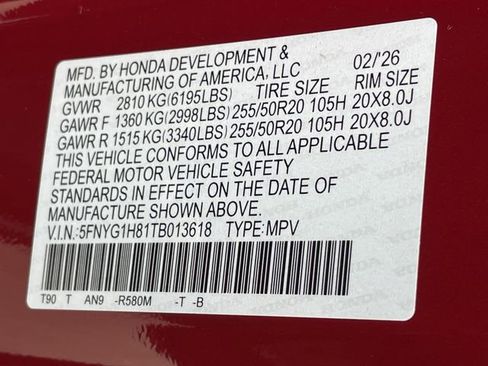 MFD. BY HONDA DEVELOPMENT &
MANUFACTURING OF AMERICA, LLC 02/'26
GVWR 2810 KG(6195LBS) TIRE SIZE RIM SIZE
GAWR F 1360 KG(2998LBS) 255/50R20 105H 20X8.0J
GAWR R 1515 KG(3340LBS) 255/50R20 105H 20X8.0J
THIS VEHICLE CONFORMS TO ALL APPLICABLE
FEDERAL MOTOR VEHICLE SAFETY
STANDARDS IN EFFECT ON THE DATE OF
MANUFACTURE SHOWN ABOVE.
V.I.N.:5FNYG1H81TB013618 TYPE:MPV
T90 T AN9 -R580M -T -B